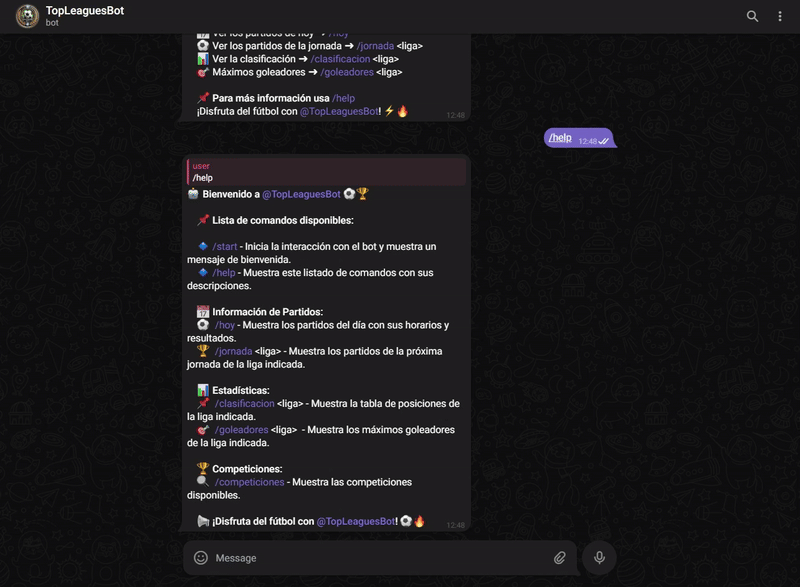 TopLeaguesBot
bot
Ver los partidos de hoy ➜ /hoy
Ver los partidos de la jornada ➜ /jornada <liga>
Ver la clasificación ➜ /clasificacion <liga>
Máximos goleadores ➜ /goleadores <liga>
Para más información usa /help
¡Disfruta del fútbol con @TopLeaguesBot! ⚡🔥
12:48
/help 12:48
user
/help
Bienvenido a @TopLeaguesBot ⚽🏆
📌 Lista de comandos disponibles:
🔹 /start - Inicia la interacción con el bot y muestra un
mensaje de bienvenida.
🔹 /help - Muestra este listado de comandos con sus
descripciones.
📅 Información de Partidos:
⚽ /hoy - Muestra los partidos del día con sus horarios y
resultados.
🏆 /jornada <liga> - Muestra los partidos de la próxima
jornada de la liga indicada.
📊 Estadísticas:
📌 /clasificacion <liga> - Muestra la tabla de posiciones de
la liga indicada.
🎯 /goleadores <liga> - Muestra los máximos goleadores
de la liga indicada.
🏆 Competiciones:
🔍 /competiciones - Muestra las competiciones
disponibles.
📢 ¡Disfruta del fútbol con @TopLeaguesBot! ⚽🔥
12:48
Message